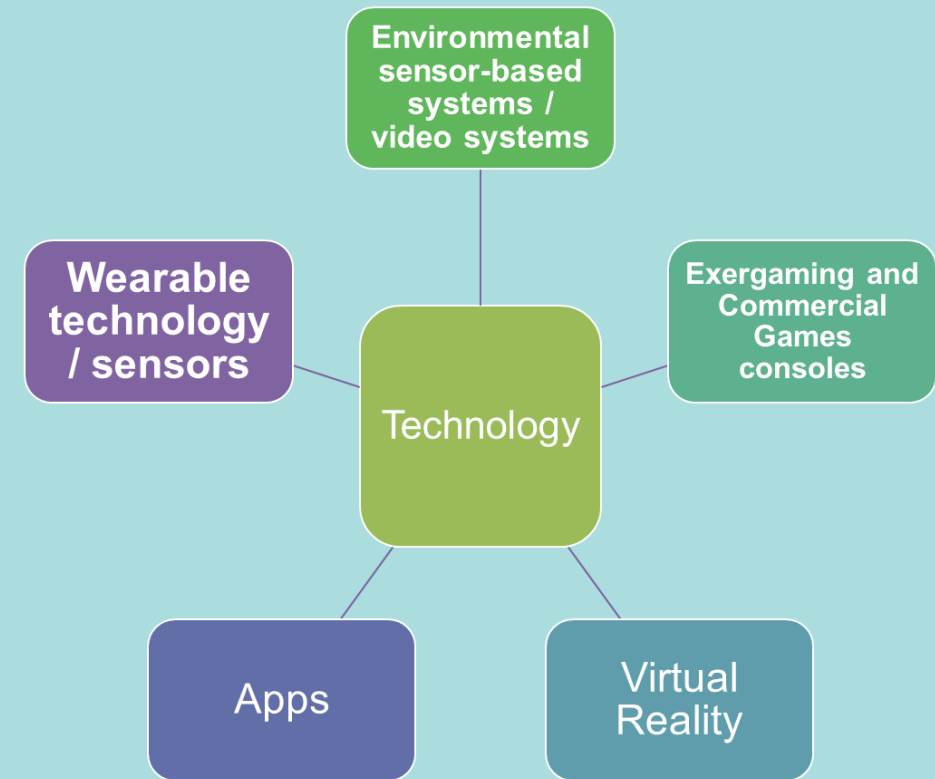 Environmental
sensor-based
systems /
video systems
Wearable
technology
/ sensors
Exergaming and
Commercial
Games
consoles
Technology
Apps
Virtual
Reality